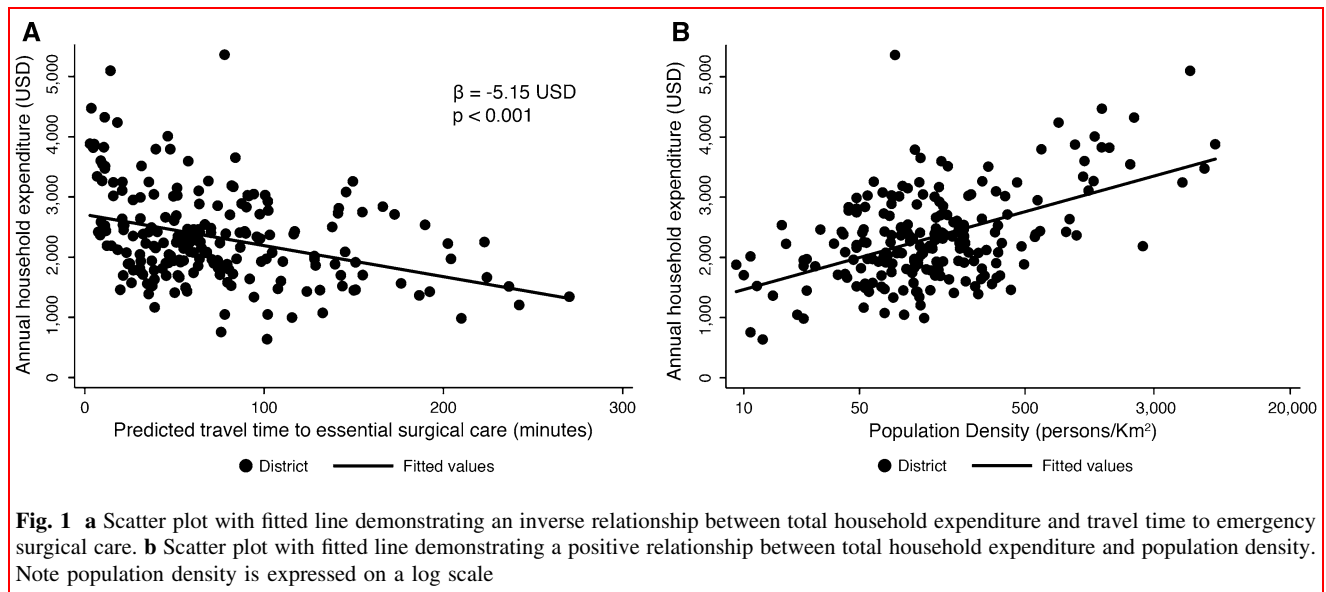 A
Annual household expenditure (USD)
5,000
4,000
3,000
2,000
1,000
0
β = -5.15 USD
p < 0.001
0 100 200 300
Predicted travel time to essential surgical care (minutes)
District Fitted values
B
Annual household expenditure (USD)
5,000
4,000
3,000
2,000
1,000
0
10 50 500 3,000 20,000
Population Density (persons/Km²)
District Fitted values
Fig. 1 a Scatter plot with fitted line demonstrating an inverse relationship between total household expenditure and travel time to emergency
surgical care. b Scatter plot with fitted line demonstrating a positive relationship between total household expenditure and population density.
Note population density is expressed on a log scale